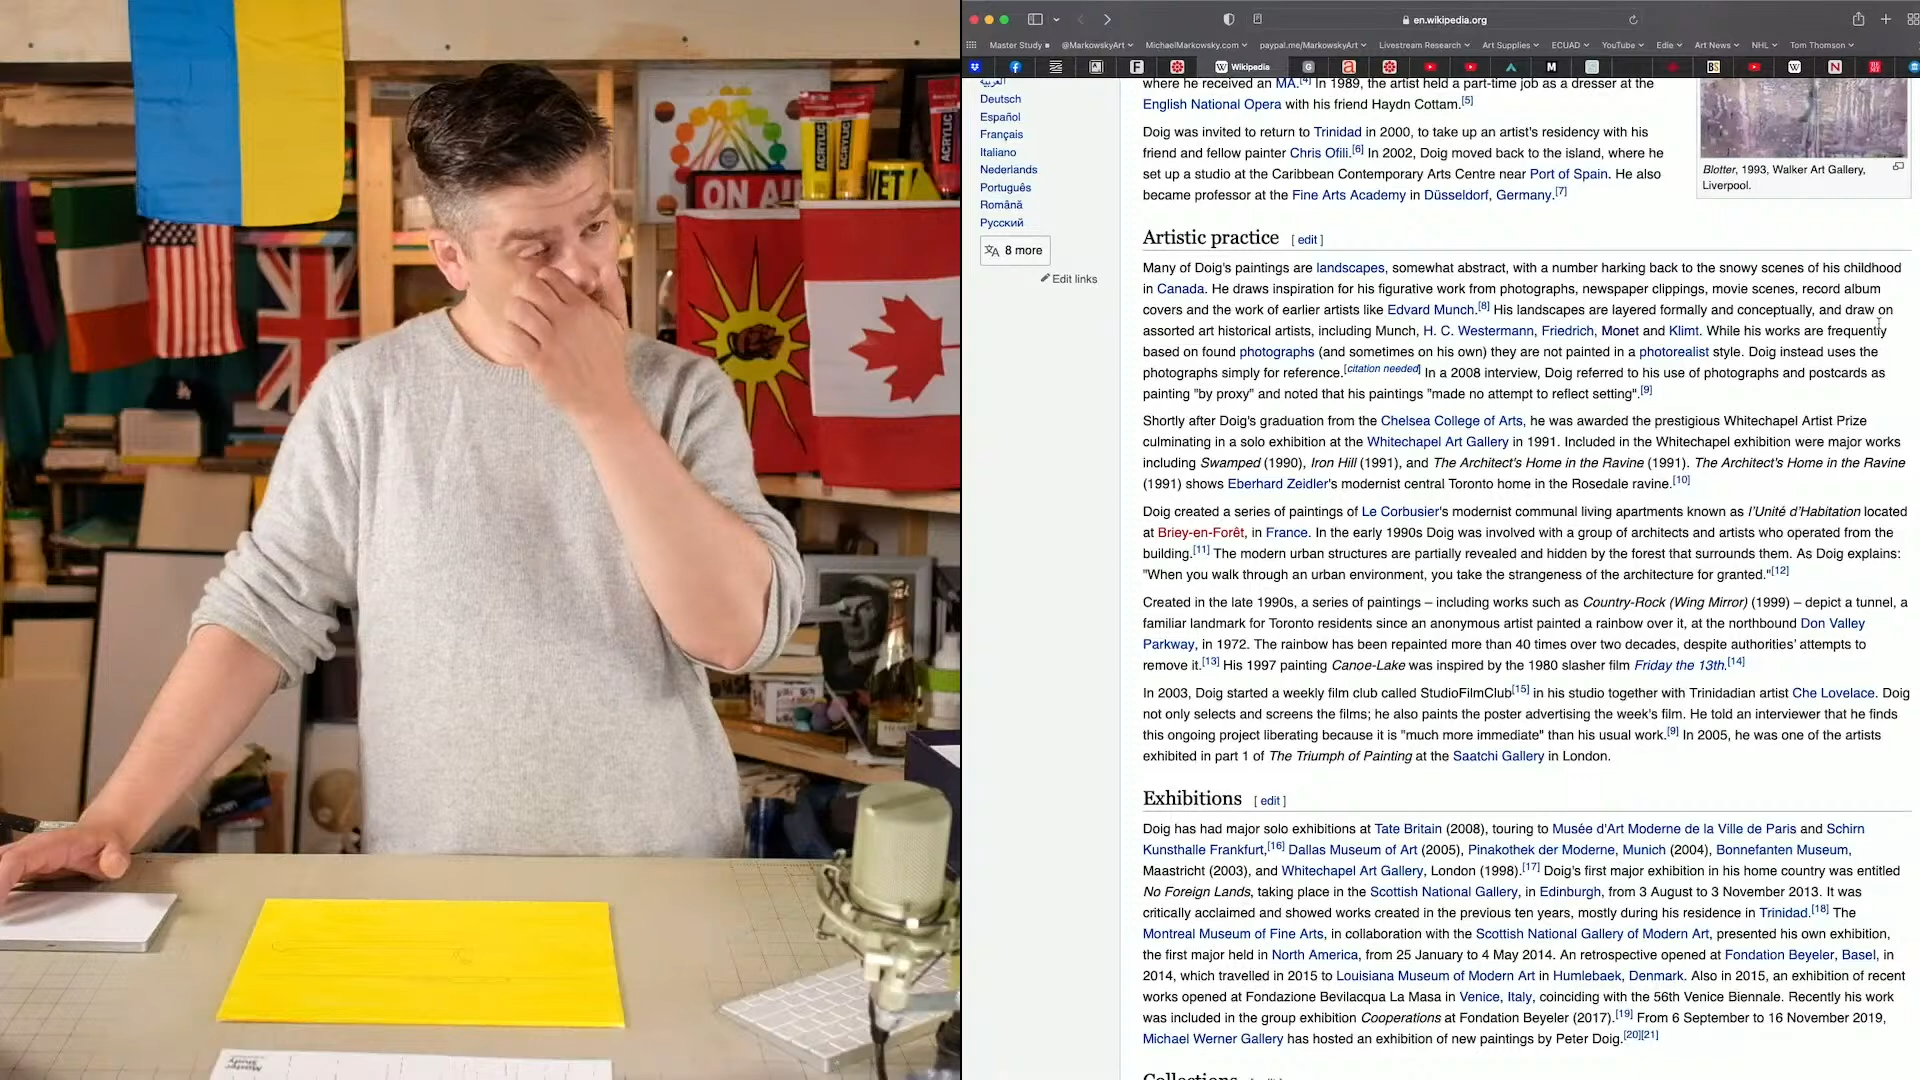 ACRYLIC
ACRYLIC
ON AI
VET!
LA
Master
Study
en.wikipedia.org
Master Study
@MarkowskyArt
MichaelMarkowsky.com
paypal.me/MarkowskyArt
Livestream Research
Art Supplies
ECUAD
YouTube
Edie
Art News
NHL
Tom Thomson
W Wikipedia
G
F
M
BS
W
N
العربية
Deutsch
Español
Français
Italiano
Nederlands
Português
Română
Русский
8 more
Edit links
where he received an MA.[4] In 1989, the artist held a part-time job as a dresser at the
English National Opera with his friend Haydn Cottam.[5]
Doig was invited to return to Trinidad in 2000, to take up an artist's residency with his
friend and fellow painter Chris Ofili.[6] In 2002, Doig moved back to the island, where he
set up a studio at the Caribbean Contemporary Arts Centre near Port of Spain. He also
became professor at the Fine Arts Academy in Düsseldorf, Germany.[7]
Blotter, 1993, Walker Art Gallery,
Liverpool.
Artistic practice [ edit ]
Many of Doig's paintings are landscapes, somewhat abstract, with a number harking back to the snowy scenes of his childhood
in Canada. He draws inspiration for his figurative work from photographs, newspaper clippings, movie scenes, record album
covers and the work of earlier artists like Edvard Munch.[8] His landscapes are layered formally and conceptually, and draw on
assorted art historical artists, including Munch, H. C. Westermann, Friedrich, Monet and Klimt. While his works are frequently
based on found photographs (and sometimes on his own) they are not painted in a photorealist style. Doig instead uses the
photographs simply for reference.[citation needed] In a 2008 interview, Doig referred to his use of photographs and postcards as
painting "by proxy" and noted that his paintings "made no attempt to reflect setting".[9]
Shortly after Doig's graduation from the Chelsea College of Arts, he was awarded the prestigious Whitechapel Artist Prize
culminating in a solo exhibition at the Whitechapel Art Gallery in 1991. Included in the Whitechapel exhibition were major works
including Swamped (1990), Iron Hill (1991), and The Architect's Home in the Ravine (1991). The Architect's Home in the Ravine
(1991) shows Eberhard Zeidler's modernist central Toronto home in the Rosedale ravine.[10]
Doig created a series of paintings of Le Corbusier's modernist communal living apartments known as l'Unité d'Habitation located
at Briey-en-Forêt, in France. In the early 1990s Doig was involved with a group of architects and artists who operated from the
building.[11] The modern urban structures are partially revealed and hidden by the forest that surrounds them. As Doig explains:
"When you walk through an urban environment, you take the strangeness of the architecture for granted."[12]
Created in the late 1990s, a series of paintings – including works such as Country-Rock (Wing Mirror) (1999) – depict a tunnel, a
familiar landmark for Toronto residents since an anonymous artist painted a rainbow over it, at the northbound Don Valley
Parkway, in 1972. The rainbow has been repainted more than 40 times over two decades, despite authorities' attempts to
remove it.[13] His 1997 painting Canoe-Lake was inspired by the 1980 slasher film Friday the 13th.[14]
In 2003, Doig started a weekly film club called StudioFilmClub[15] in his studio together with Trinidadian artist Che Lovelace. Doig
not only selects and screens the films; he also paints the poster advertising the week's film. He told an interviewer that he finds
this ongoing project liberating because it is "much more immediate" than his usual work.[9] In 2005, he was one of the artists
exhibited in part 1 of The Triumph of Painting at the Saatchi Gallery in London.
Exhibitions [ edit ]
Doig has had major solo exhibitions at Tate Britain (2008), touring to Musée d'Art Moderne de la Ville de Paris and Schirn
Kunsthalle Frankfurt,[16] Dallas Museum of Art (2005), Pinakothek der Moderne, Munich (2004), Bonnefanten Museum,
Maastricht (2003), and Whitechapel Art Gallery, London (1998).[17] Doig's first major exhibition in his home country was entitled
No Foreign Lands, taking place in the Scottish National Gallery, in Edinburgh, from 3 August to 3 November 2013. It was
critically acclaimed and showed works created in the previous ten years, mostly during his residence in Trinidad.[18] The
Montreal Museum of Fine Arts, in collaboration with the Scottish National Gallery of Modern Art, presented his own exhibition,
the first major held in North America, from 25 January to 4 May 2014. An retrospective opened at Fondation Beyeler, Basel, in
2014, which travelled in 2015 to Louisiana Museum of Modern Art in Humlebaek, Denmark. Also in 2015, an exhibition of recent
works opened at Fondazione Bevilacqua La Masa in Venice, Italy, coinciding with the 56th Venice Biennale. Recently his work
was included in the group exhibition Cooperations at Fondation Beyeler (2017).[19] From 6 September to 16 November 2019,
Michael Werner Gallery has hosted an exhibition of new paintings by Peter Doig.[20][21]
Collections